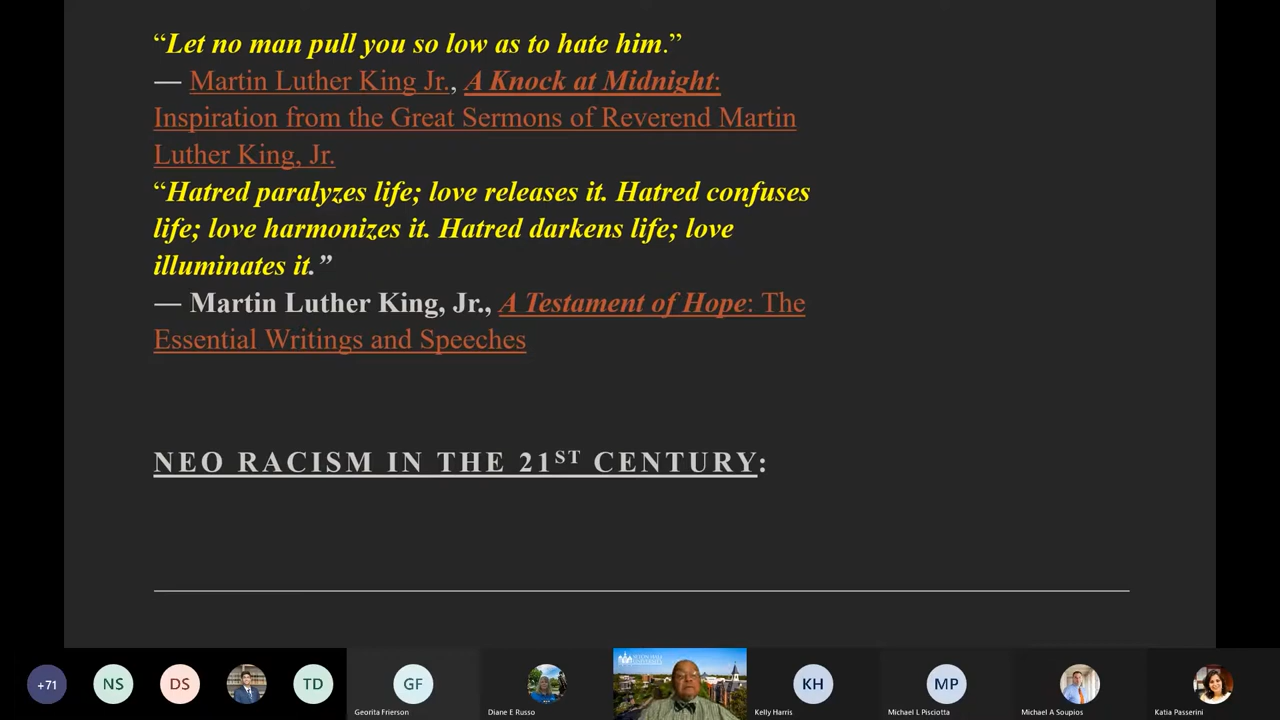 “Let no man pull you so low as to hate him.”
— Martin Luther King Jr., A Knock at Midnight:
Inspiration from the Great Sermons of Reverend Martin
Luther King, Jr.
“Hatred paralyzes life; love releases it. Hatred confuses
life; love harmonizes it. Hatred darkens life; love
illuminates it.”
— Martin Luther King, Jr., A Testament of Hope: The
Essential Writings and Speeches
NEO RACISM IN THE 21ST CENTURY:
+71
NS
DS
TD
GF
Georita Frierson
Diane E Russo
SETON HALL
UNIVERSITY
KH
Kelly Harris
MP
Michael L Pisciotta
Michael A Soupios
Katia Passerini